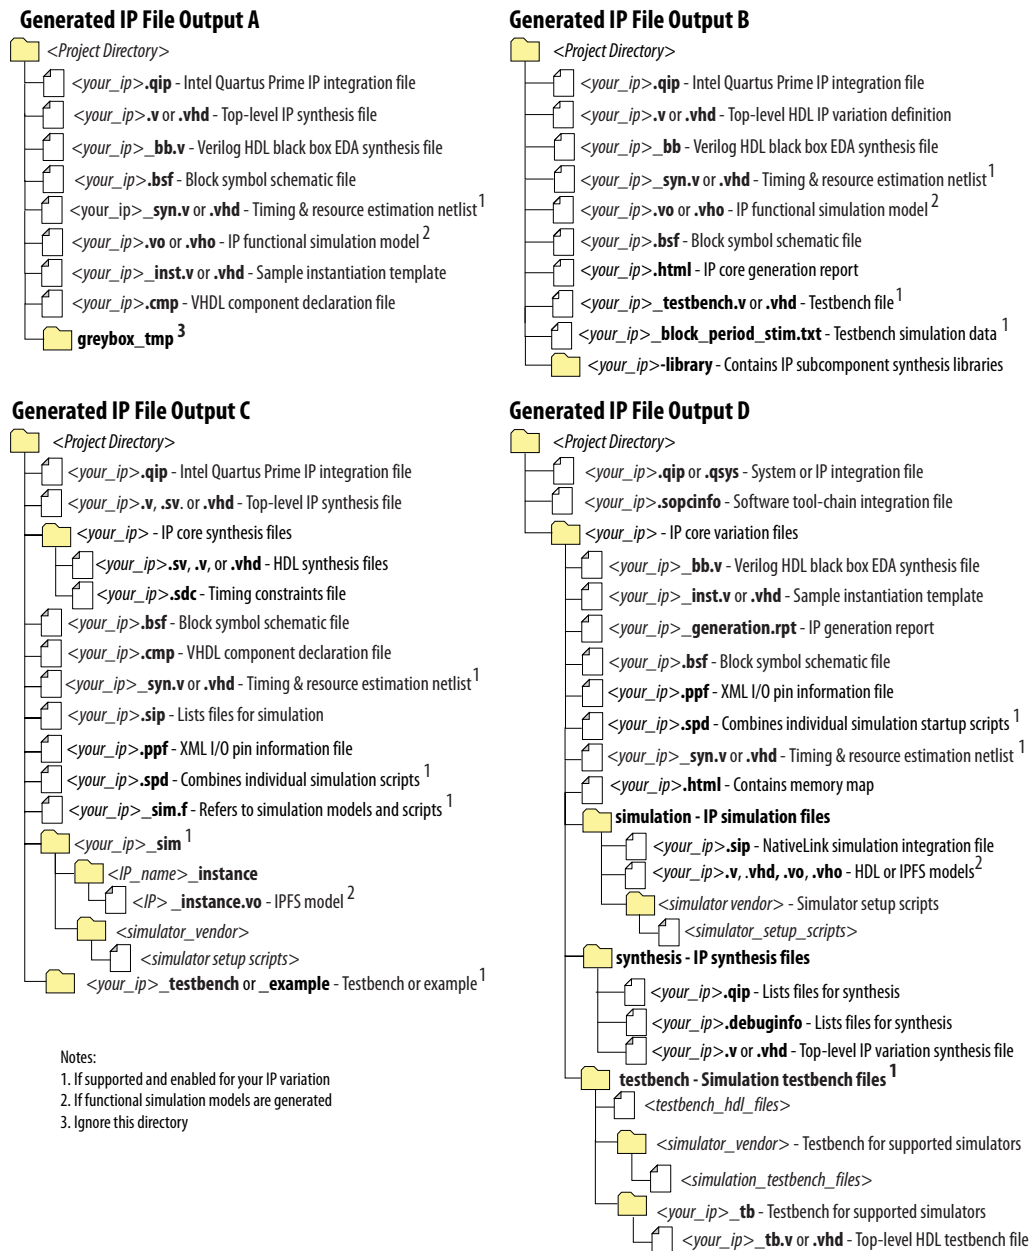 Generated IP File Output A
<Project Directory>
<your_ip>.qip - Intel Quartus Prime IP integration file
<your_ip>.v or .vhd - Top-level IP synthesis file
<your_ip>_bb.v - Verilog HDL black box EDA synthesis file
<your_ip>.bsf - Block symbol schematic file
<your_ip>_syn.v or .vhd - Timing & resource estimation netlist 1
<your_ip>.vo or .vho - IP functional simulation model 2
<your_ip>_inst.v or .vhd - Sample instantiation template
<your_ip>.cmp - VHDL component declaration file
greybox_tmp 3
Generated IP File Output B
<Project Directory>
<your_ip>.qip - Intel Quartus Prime IP integration file
<your_ip>.v or .vhd - Top-level HDL IP variation definition
<your_ip>_bb - Verilog HDL black box EDA synthesis file
<your_ip>_syn.v or .vhd - Timing & resource estimation netlist 1
<your_ip>.vo or .vho - IP functional simulation model 2
<your_ip>.bsf - Block symbol schematic file
<your_ip>.html - IP core generation report
<your_ip>_testbench.v or .vhd - Testbench file 1
<your_ip>_block_period_stim.txt - Testbench simulation data 1
<your_ip>-library - Contains IP subcomponent synthesis libraries
Generated IP File Output C
<Project Directory>
<your_ip>.qip - Intel Quartus Prime IP integration file
<your_ip>.v, .sv. or .vhd - Top-level IP synthesis file
<your_ip> - IP core synthesis files
<your_ip>.sv, .v, or .vhd - HDL synthesis files
<your_ip>.sdc - Timing constraints file
<your_ip>.bsf - Block symbol schematic file
<your_ip>.cmp - VHDL component declaration file
<your_ip>_syn.v or .vhd - Timing & resource estimation netlist 1
<your_ip>.sip - Lists files for simulation
<your_ip>.ppf - XML I/O pin information file
<your_ip>.spd - Combines individual simulation scripts 1
<your_ip>_sim.f - Refers to simulation models and scripts 1
<your_ip>_sim 1
<IP_name>_instance
<IP>_instance.vo - IPFS model 2
<simulator_vendor>
<simulator setup scripts>
<your_ip>_testbench or _example - Testbench or example 1
Notes:
1. If supported and enabled for your IP variation
2. If functional simulation models are generated
3. Ignore this directory
Generated IP File Output D
<Project Directory>
<your_ip>.qip or .qsys - System or IP integration file
<your_ip>.sopcinfo - Software tool-chain integration file
<your_ip> - IP core variation files
<your_ip>_bb.v - Verilog HDL black box EDA synthesis file
<your_ip>_inst.v or .vhd - Sample instantiation template
<your_ip>_generation.rpt - IP generation report
<your_ip>.bsf - Block symbol schematic file
<your_ip>.ppf - XML I/O pin information file
<your_ip>.spd - Combines individual simulation startup scripts 1
<your_ip>_syn.v or .vhd - Timing & resource estimation netlist 1
<your_ip>.html - Contains memory map
simulation - IP simulation files
<your_ip>.sip - NativeLink simulation integration file
<your_ip>.v, .vhd, .vo, .vho - HDL or IPFS models 2
<simulator vendor> - Simulator setup scripts
<simulator_setup_scripts>
synthesis - IP synthesis files
<your_ip>.qip - Lists files for synthesis
<your_ip>.debuginfo - Lists files for synthesis
<your_ip>.v or .vhd - Top-level IP variation synthesis file
testbench - Simulation testbench files 1
<testbench_hdl_files>
<simulator_vendor> - Testbench for supported simulators
<simulation_testbench_files>
<your_ip>_tb - Testbench for supported simulators
<your_ip>_tb.v or .vhd - Top-level HDL testbench file